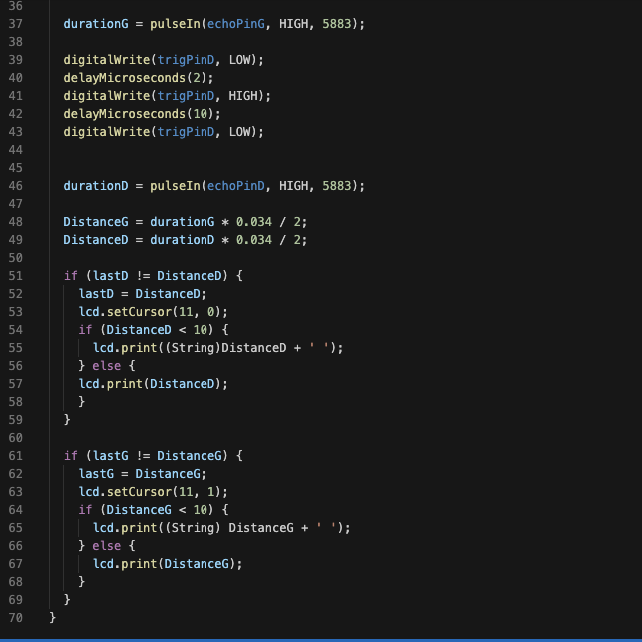 36
37 durationG = pulseIn(echoPinG, HIGH, 5883);
38
39 digitalWrite(trigPinD, LOW);
40 delayMicroseconds(2);
41 digitalWrite(trigPinD, HIGH);
42 delayMicroseconds(10);
43 digitalWrite(trigPinD, LOW);
44
45
46 durationD = pulseIn(echoPinD, HIGH, 5883);
47
48 DistanceG = durationG * 0.034 / 2;
49 DistanceD = durationD * 0.034 / 2;
50
51 if (lastD != DistanceD) {
52 lastD = DistanceD;
53 lcd.setCursor(11, 0);
54 if (DistanceD < 10) {
55 lcd.print((String)DistanceD + ' ');
56 } else {
57 lcd.print(DistanceD);
58 }
59 }
60
61 if (lastG != DistanceG) {
62 lastG = DistanceG;
63 lcd.setCursor(11, 1);
64 if (DistanceG < 10) {
65 lcd.print((String) DistanceG + ' ');
66 } else {
67 lcd.print(DistanceG);
68 }
69 }
70 }